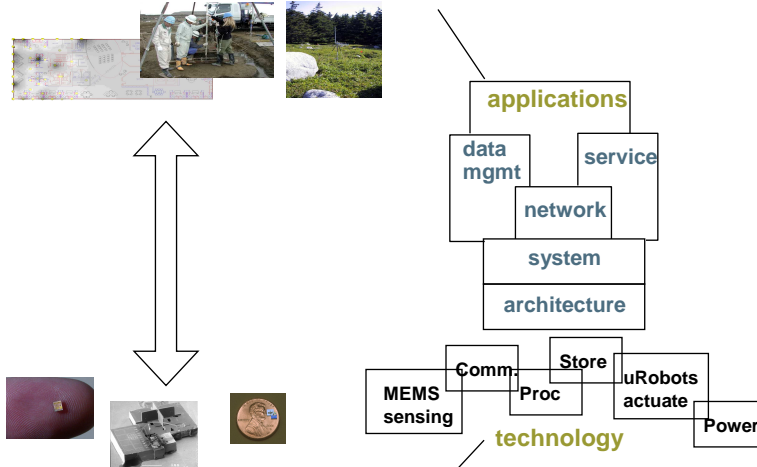 applications
data
mgmt
service
network
system
architecture
Store
Comm.
uRobots
actuate
MEMS
sensing
Proc
Power
technology